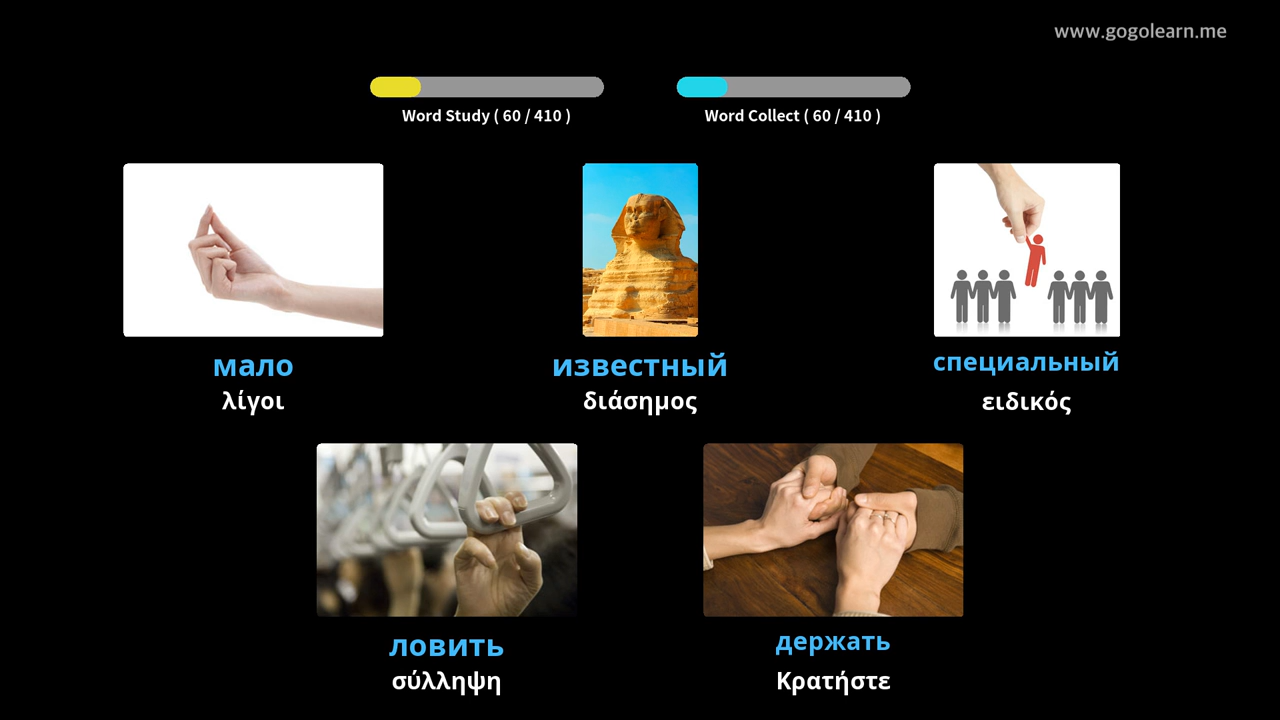 www.gogolearn.me
Word Study ( 60 / 410 )
Word Collect ( 60 / 410 )
мало
λίγοι
известный
διάσημος
специальный
ειδικός
ловить
σύλληψη
держать
Κρατήστε